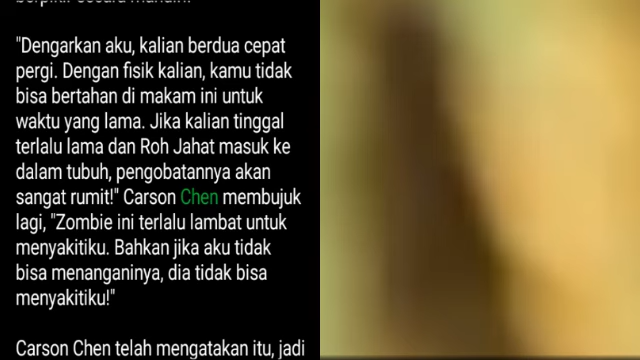 "Dengarkan aku, kalian berdua cepat
pergi. Dengan fisik kalian, kamu tidak
bisa bertahan di makam ini untuk
waktu yang lama. Jika kalian tinggal
terlalu lama dan Roh Jahat masuk ke
dalam tubuh, pengobatannya akan
sangat rumit!" Carson Chen membujuk
lagi, "Zombie ini terlalu lambat untuk
menyakitiku. Bahkan jika aku tidak
bisa menanganinya, dia tidak bisa
menyakitiku!"
Carson Chen telah mengatakan itu, jadi